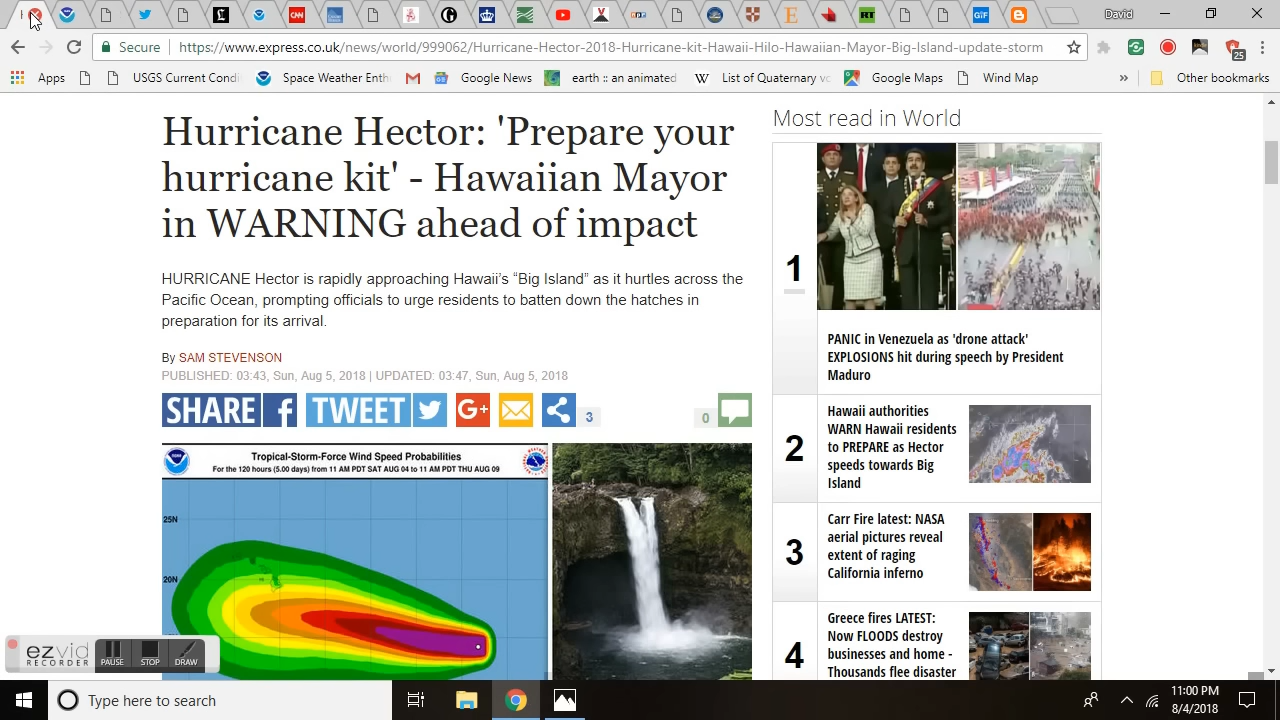 David
Secure
https://www.express.co.uk/news/world/999062/Hurricane-Hector-2018-Hurricane-kit-Hawaii-Hilo-Hawaiian-Mayor-Big-Island-update-storm
25
Apps
USGS Current Condi
Space Weather Enth
Google News
earth :: an animated
W
List of Quaternary vo
Google Maps
Wind Map
»
Other bookmarks
Hurricane Hector: 'Prepare your
hurricane kit' - Hawaiian Mayor
in WARNING ahead of impact
HURRICANE Hector is rapidly approaching Hawaii's “Big Island” as it hurtles across the
Pacific Ocean, prompting officials to urge residents to batten down the hatches in
preparation for its arrival.
By SAM STEVENSON
PUBLISHED: 03:43, Sun, Aug 5, 2018 | UPDATED: 03:47, Sun, Aug 5, 2018
SHARE f TWEET G+ 3 0
Tropical-Storm-Force Wind Speed Probabilities
For the 120 hours (5.00 days) from 11 AM PDT SAT AUG 04 to 11 AM PDT THU AUG 09
25N
20N
Most read in World
1
PANIC in Venezuela as 'drone attack'
EXPLOSIONS hit during speech by President
Maduro
2
Hawaii authorities
WARN Hawaii residents
to PREPARE as Hector
speeds towards Big
Island
3
Carr Fire latest: NASA
aerial pictures reveal
extent of raging
California inferno
4
Greece fires LATEST:
Now FLOODS destroy
businesses and home -
Thousands flee disaster
ezvid
RECORDER
PAUSE
STOP
DRAW
Type here to search
11:00 PM
8/4/2018